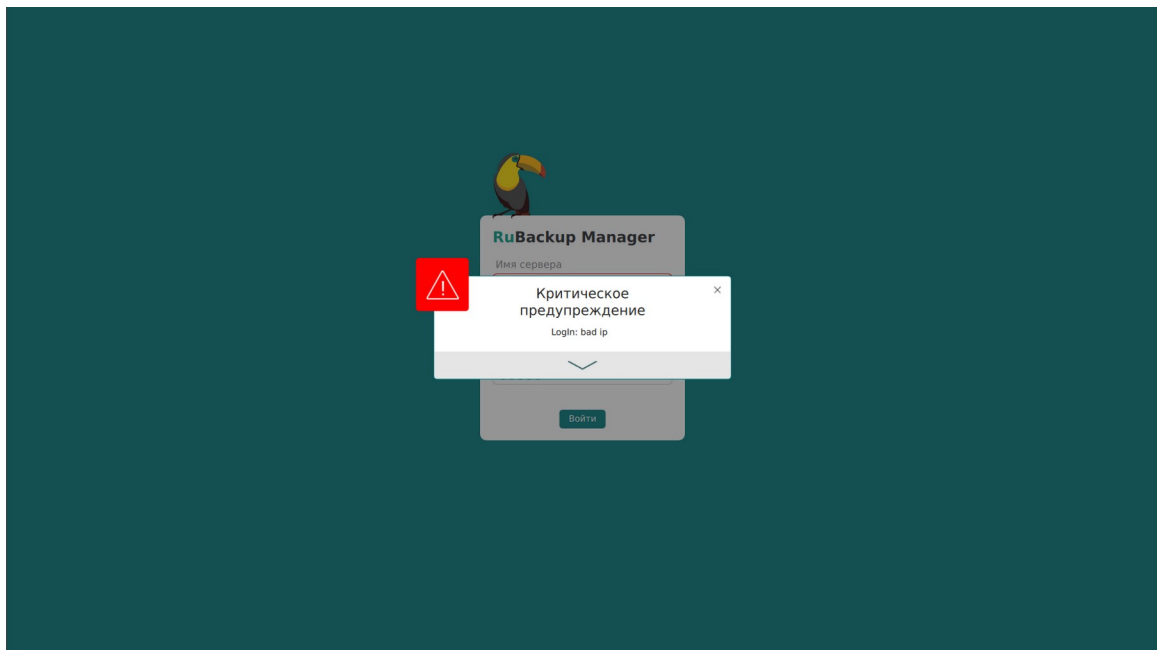 RuBackup Manager
Имя сервера
Критическое
предупреждение
LogIn: bad ip
Войти